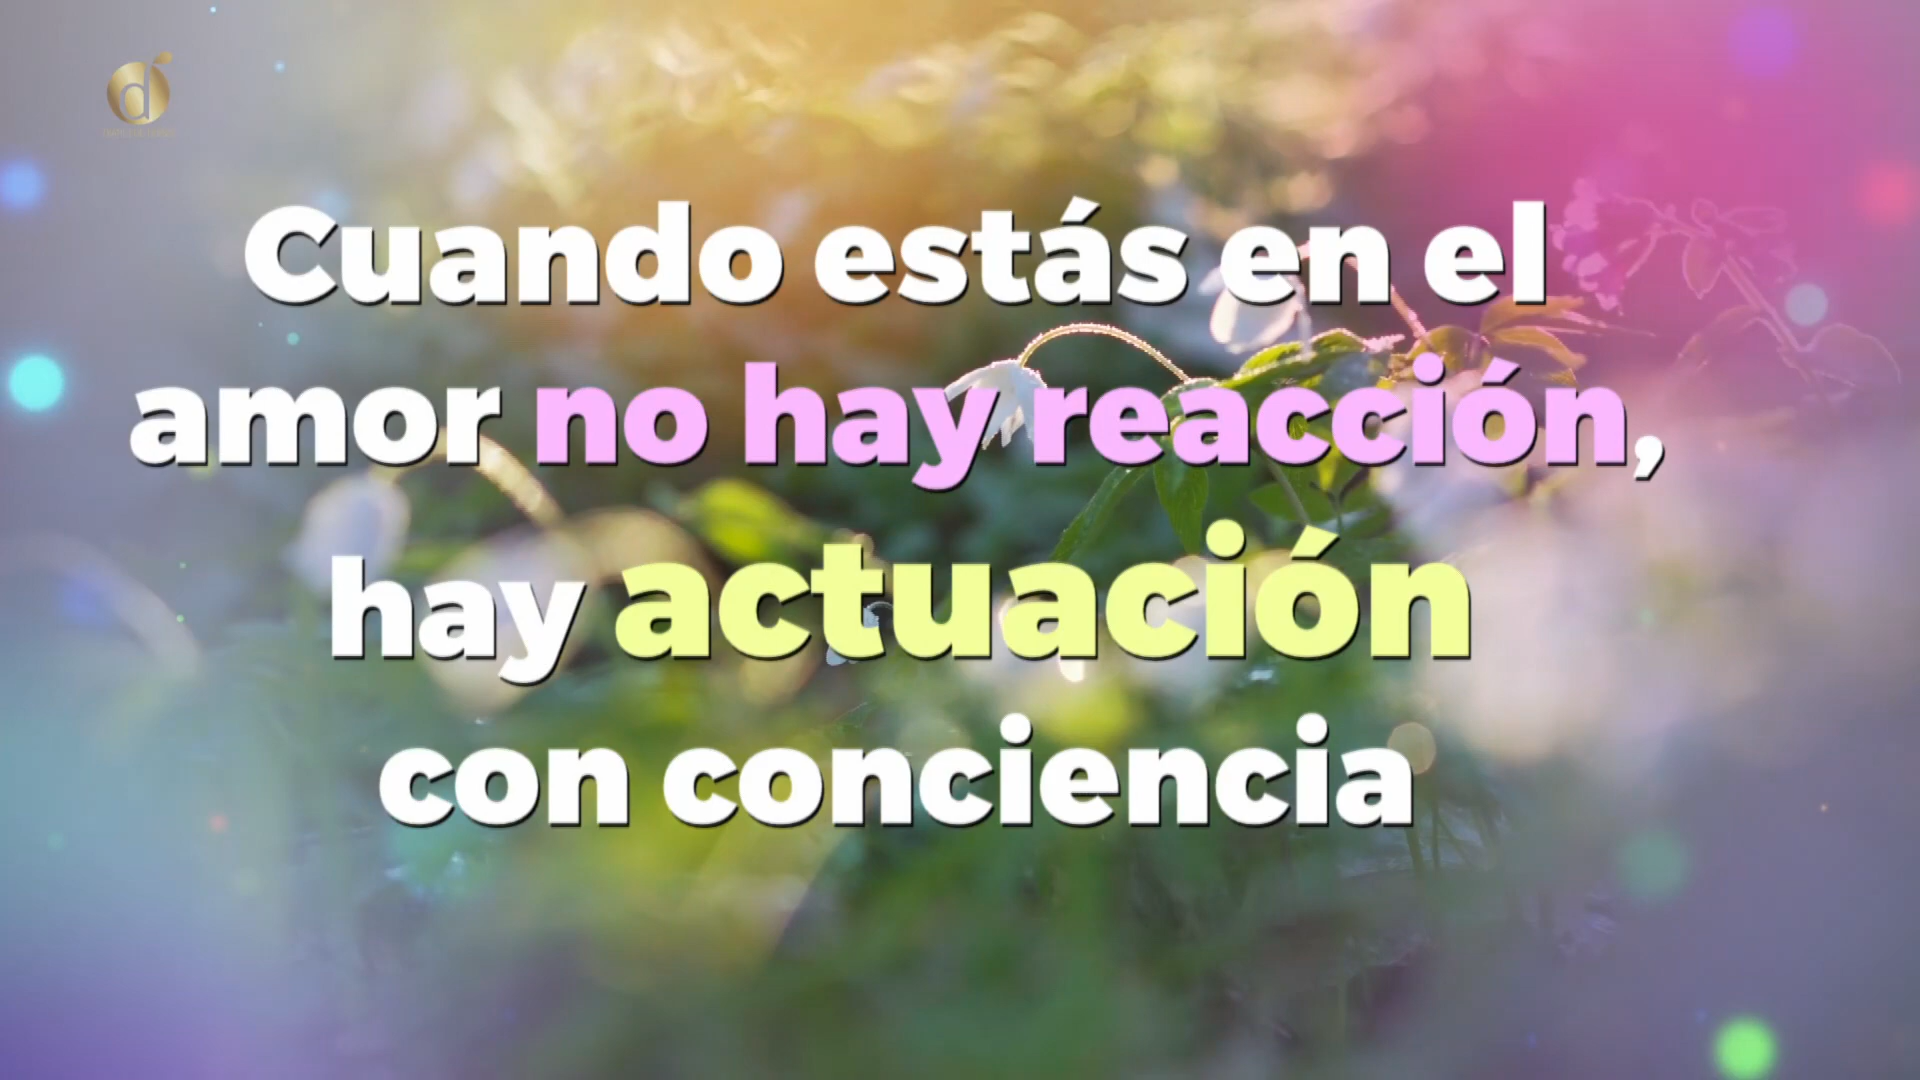 d
Cuando estás en el
amor no hay reacción,
hay actuación
con conciencia